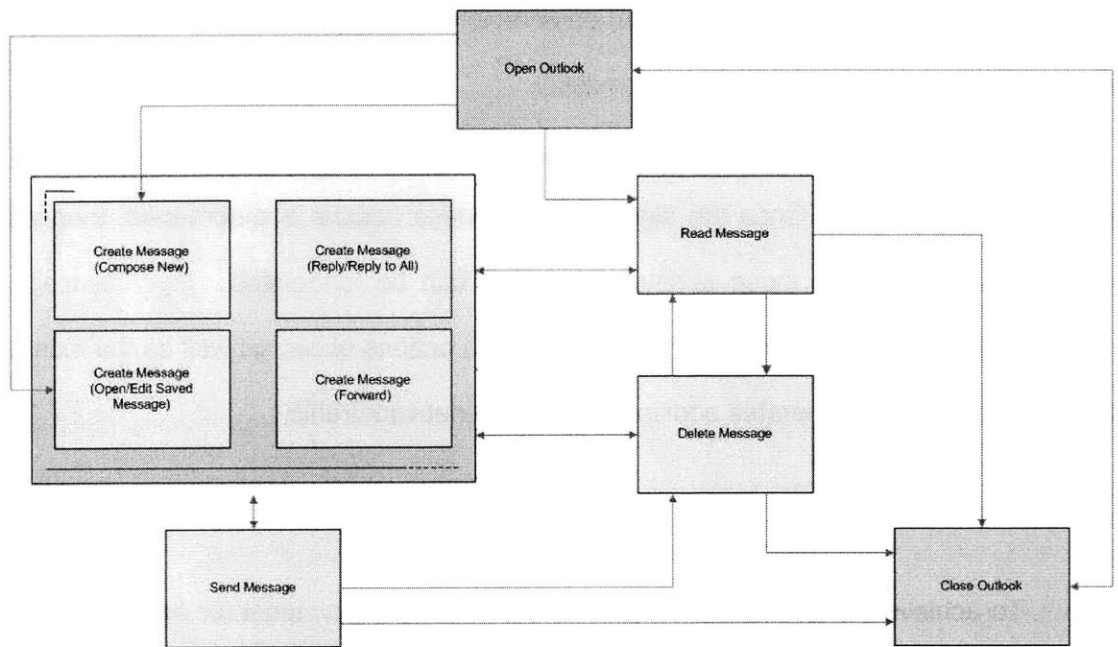 Open Outlook
Create Message
(Compose New)
Create Message
(Reply/Reply to All)
Read Message
Create Message
(Open/Edit Saved
Message)
Create Message
(Forward)
Delete Message
Send Message
Close Outlook